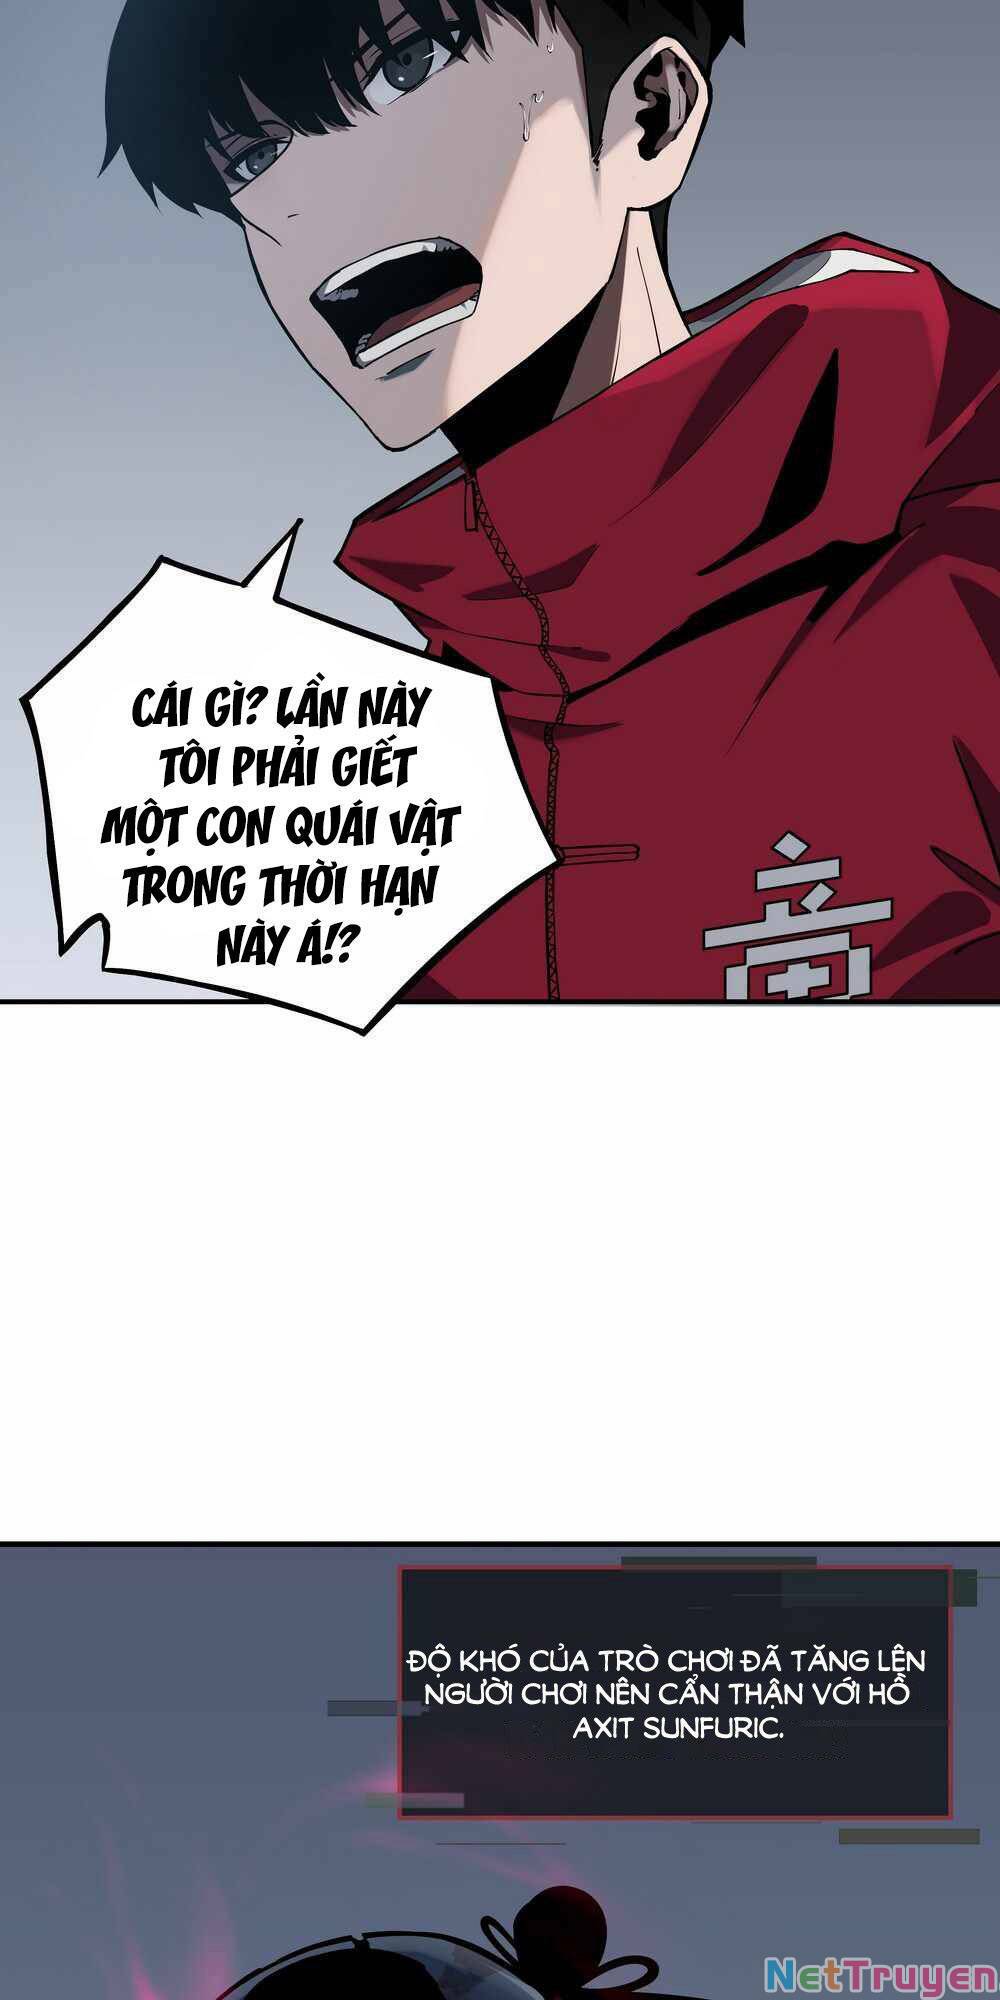 CÁI GÌ? LẦN NÀY
TÔI PHẢI GIẾT
MỘT CON QUÁI VẬT
TRONG THỜI HẠN
NÀY Á!?
ĐỘ KHÓ CỦA TRÒ CHƠI ĐÃ TĂNG LÊN
NGƯỜI CHƠI NÊN CẨN THẬN VỚI HỒ
AXIT SUNFURIC.
NetTruyen